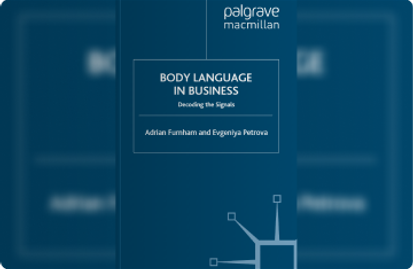 palgrave
macmillan
BODY LANGUAGE
IN BUSINESS
Decoding the Signals
Adrian Furnham and Evgeniya Petrova